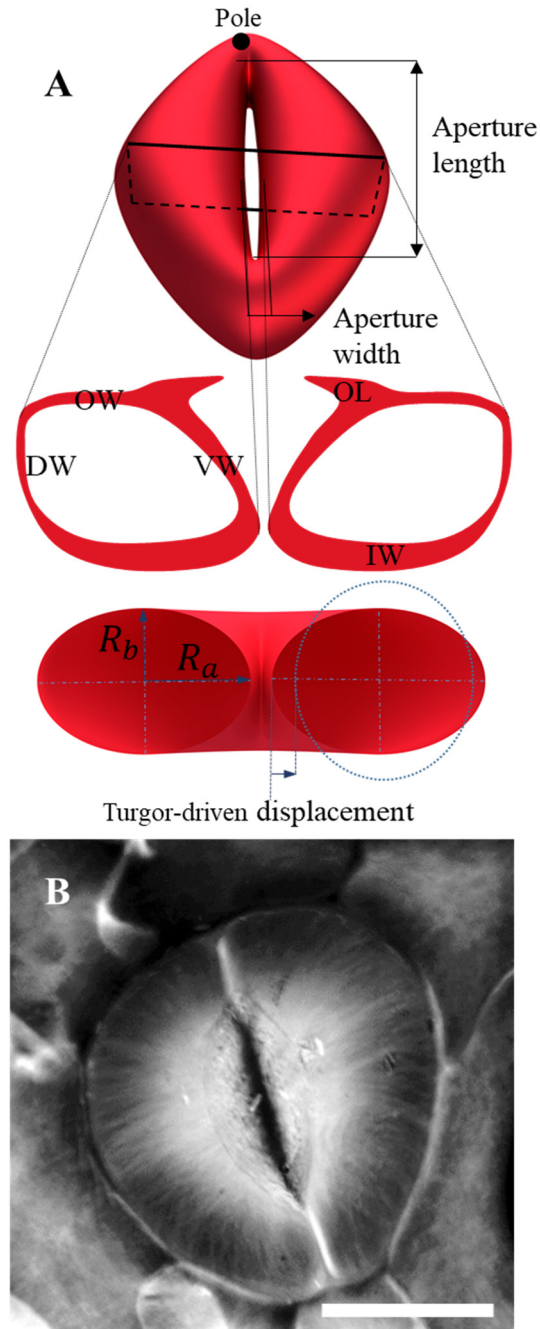 Pole
A
Aperture
length
Aperture
width
OW
OL
DW
VW
IW
R_b
R_a
Turgor-driven displacement
B